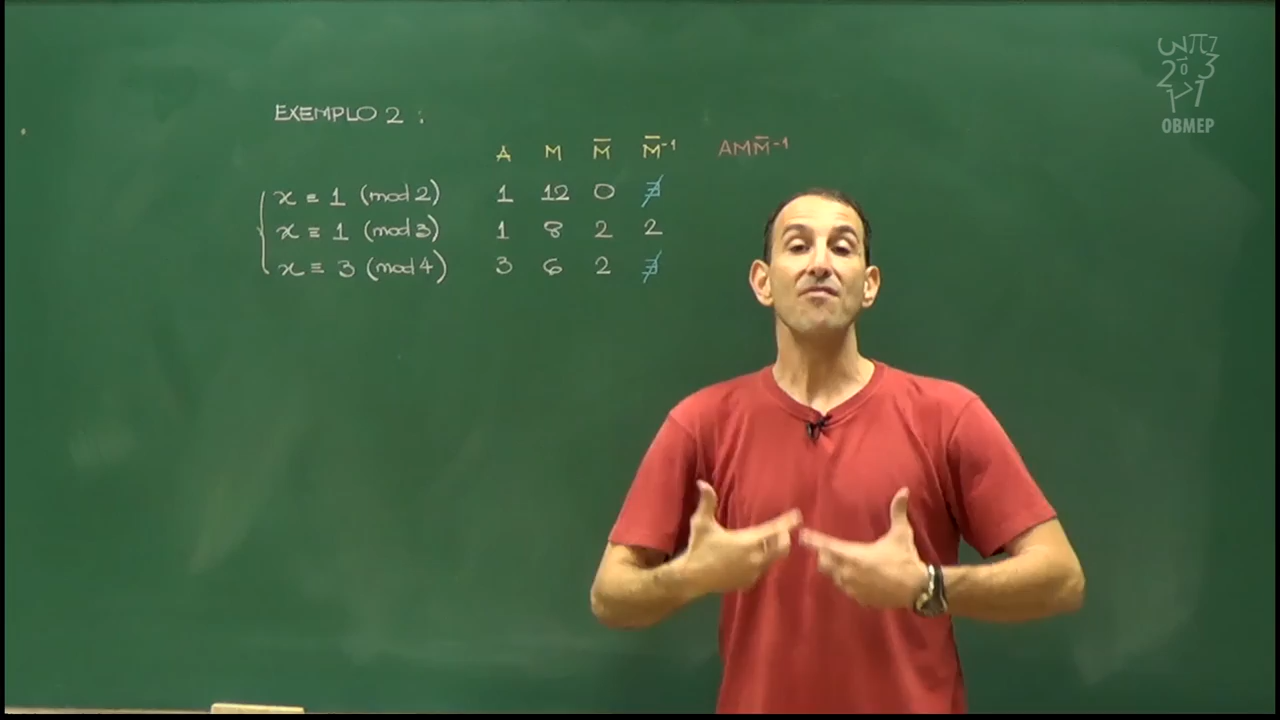 EXEMPLO 2 :
A M M̄ M̄⁻¹ AMM̄⁻¹
x ≡ 1 (mod 2) 1 12 0 ∄
x ≡ 1 (mod 3) 1 8 2 2
x ≡ 3 (mod 4) 3 6 2 ∄
OBMEP